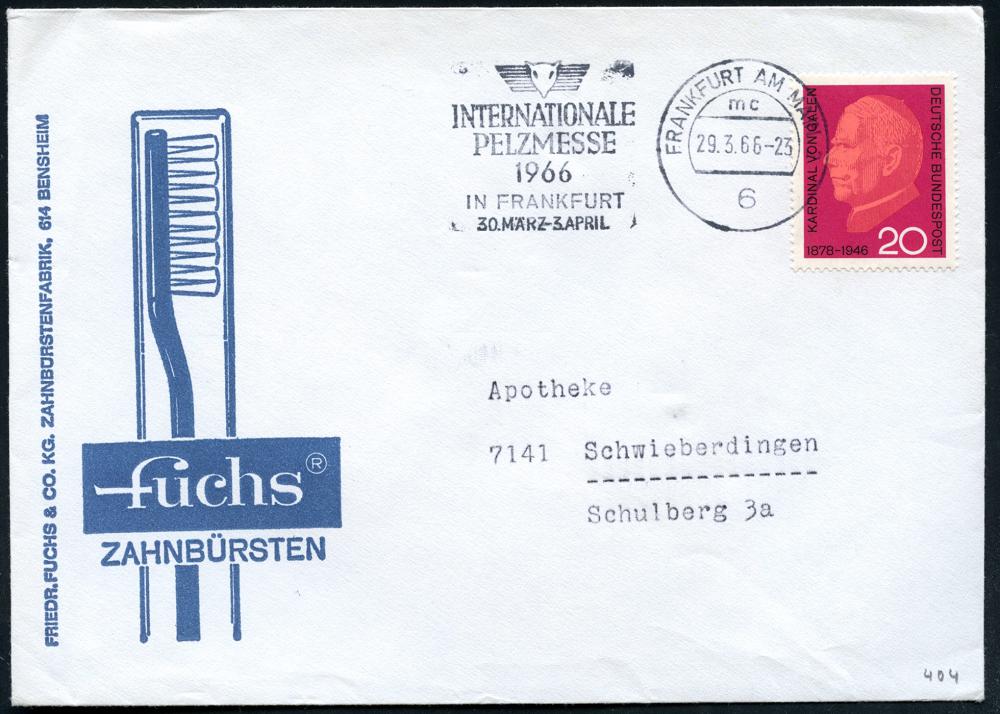 FRIEDR. FUCHS & CO. KG. ZAHNBÜRSTENFABRIK, 614 BENSHEIM
fuchs®
ZAHNBÜRSTEN
INTERNATIONALE
PELZMESSE
1966
IN FRANKFURT
30. MÄRZ-3. APRIL
FRANKFURT AM
mc
29.3.66-23
6
KARDINAL VON GALEN
DEUTSCHE BUNDESPOST
1878-1946
20
Apotheke
7141 Schwieberdingen
Schulberg 3a
404